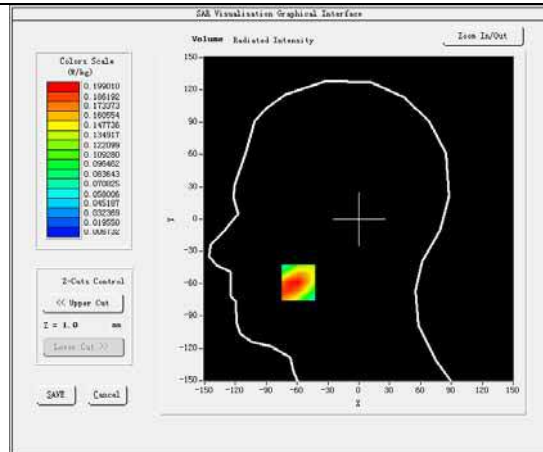 SAR Visualisation Graphical Interface
Volume Radiated Intensity
Zoom In/Out
Colors Scale
(W/kg)
0.199010
0.186192
0.173373
0.160554
0.147736
0.134917
0.122099
0.109280
0.096462
0.083643
0.070825
0.058006
0.045187
0.032369
0.019550
0.006732
150
120
90
60
30
0
-30
-60
-90
-120
-150
Y
-150 -120 -90 -60 -30 0 30 60 90 120 150
X
Z-Cuts Control
<< Upper Cut
Z = 1.0 mm
Lower Cut >>
SAVE Cancel